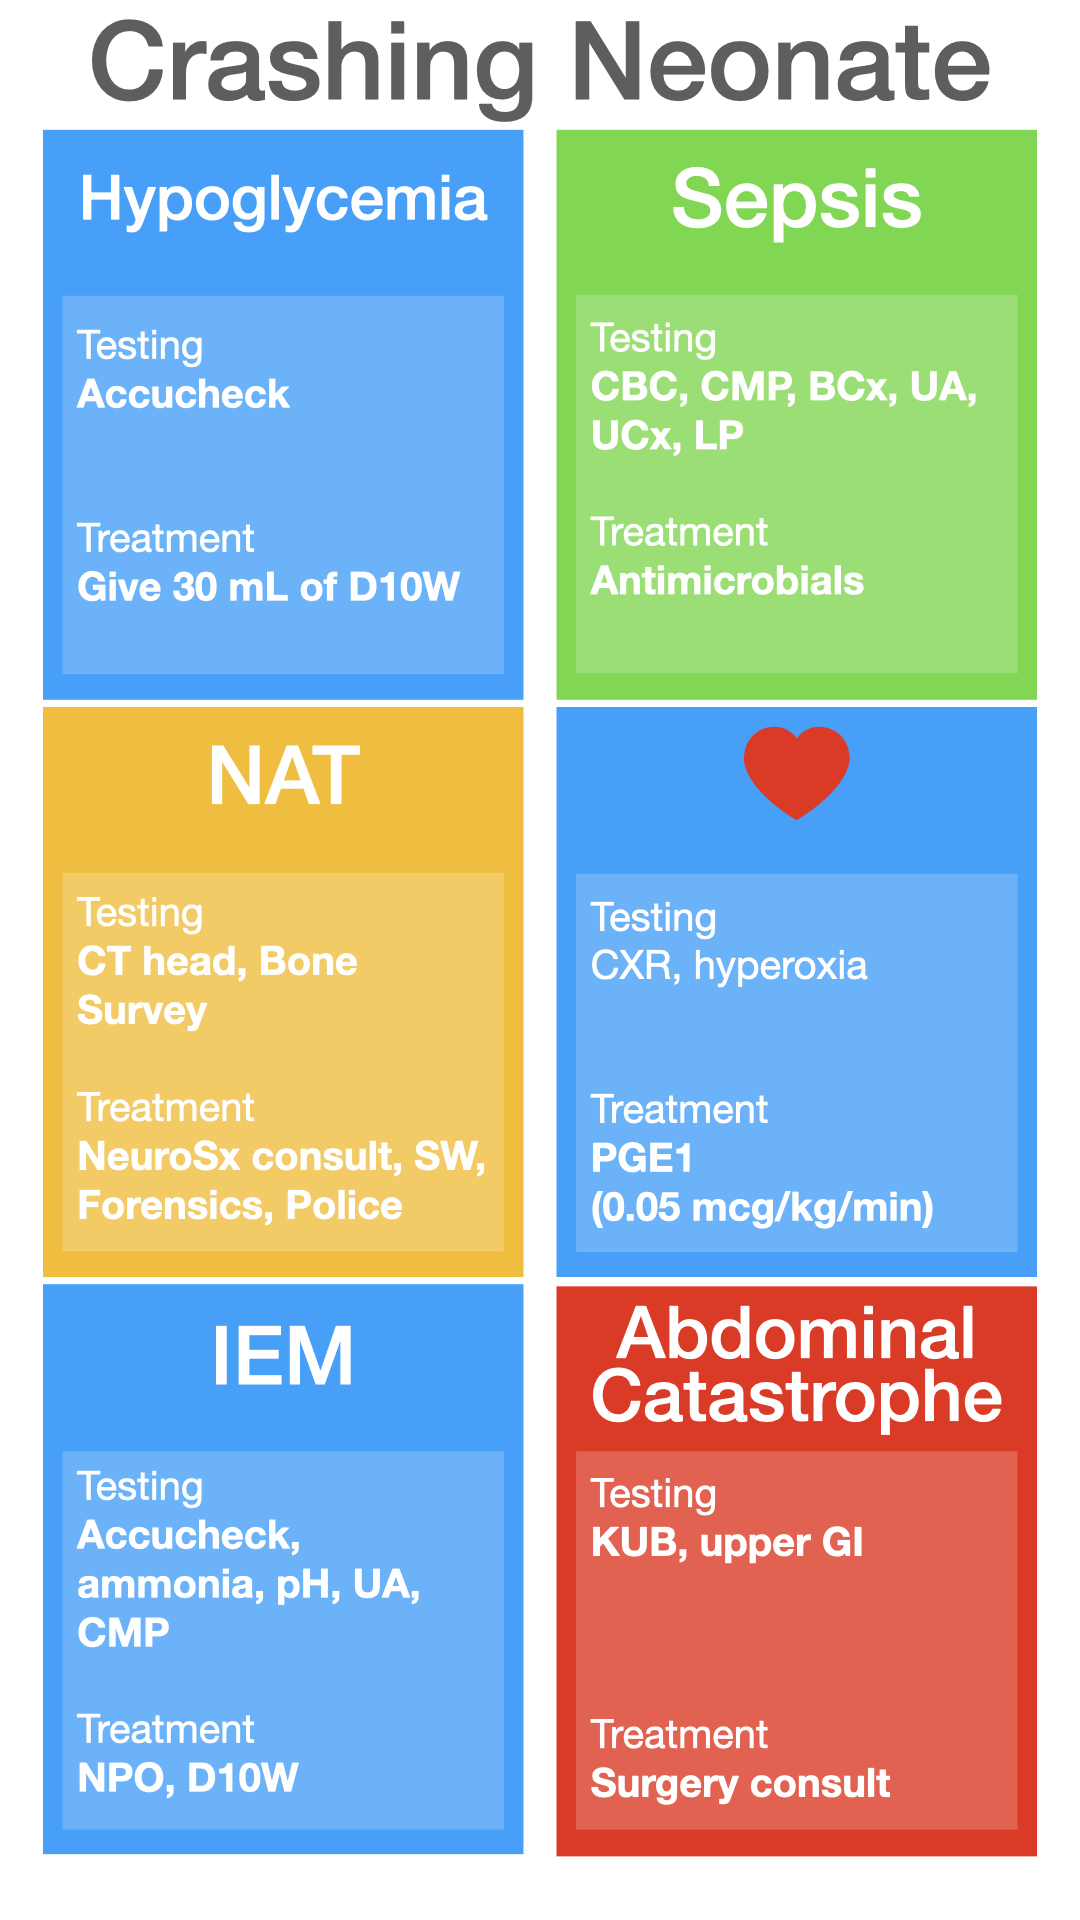 Crashing Neonate
Hypoglycemia
Testing
Accucheck
Treatment
Give 30 mL of D10W
Sepsis
Testing
CBC, CMP, BCx, UA,
UCx, LP
Treatment
Antimicrobials
NAT
Testing
CT head, Bone
Survey
Treatment
NeuroSx consult, SW,
Forensics, Police
Testing
CXR, hyperoxia
Treatment
PGE1
(0.05 mcg/kg/min)
IEM
Testing
Accucheck,
ammonia, pH, UA,
CMP
Treatment
NPO, D10W
Abdominal
Catastrophe
Testing
KUB, upper GI
Treatment
Surgery consult